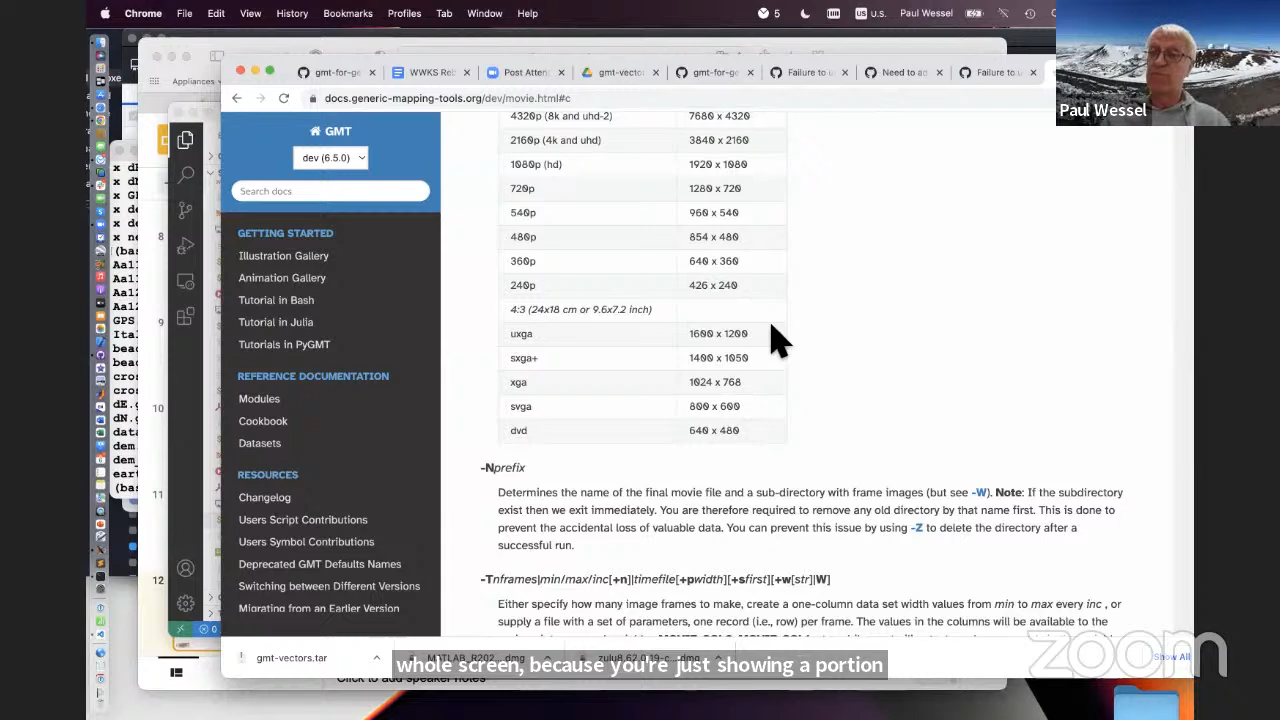 Chrome File Edit View History Bookmarks Profiles Tab Window Help
5 U.S. Paul Wessel
gmt-for-ge
WWKS Rel
Post Atten
gmt-vector
gmt-for-ge
Failure to u
Need to ad
Failure to u
Appliances
docs.generic-mapping-tools.org/dev/movie.html#c
Paul Wessel
GMT
dev (6.5.0)
Search docs
GETTING STARTED
Illustration Gallery
Animation Gallery
Tutorial in Bash
Tutorial in Julia
Tutorials in PyGMT
REFERENCE DOCUMENTATION
Modules
Cookbook
Datasets
RESOURCES
Changelog
Users Script Contributions
Users Symbol Contributions
Deprecated GMT Defaults Names
Switching between Different Versions
Migrating from an Earlier Version
4320p (8k and uhd-2) 7680 x 4320
2160p (4k and uhd) 3840 x 2160
1080p (hd) 1920 x 1080
720p 1280 x 720
540p 960 x 540
480p 854 x 480
360p 640 x 360
240p 426 x 240
4:3 (24x18 cm or 9.6x7.2 inch)
uxga 1600 x 1200
sxga+ 1400 x 1050
xga 1024 x 768
svga 800 x 600
dvd 640 x 480
-Nprefix
Determines the name of the final movie file and a sub-directory with frame images (but see -W). Note: If the subdirectory
exist then we exit immediately. You are therefore required to remove any old directory by that name first. This is done to
prevent the accidental loss of valuable data. You can prevent this issue by using -Z to delete the directory after a
successful run.
-Tnframes|min/max/inc[+n]|timefile[+pwidth][+sfirst][+w[str]|W]
Either specify how many image frames to make, create a one-column data set width values from min to max every inc , or
supply a file with a set of parameters, one record (i.e., row) per frame. The values in the columns will be available to the
8
9
10
11
12
gmt-vectors.tar
Show All
whole screen, because you're just showing a portion
Click to add speaker notes
zoom